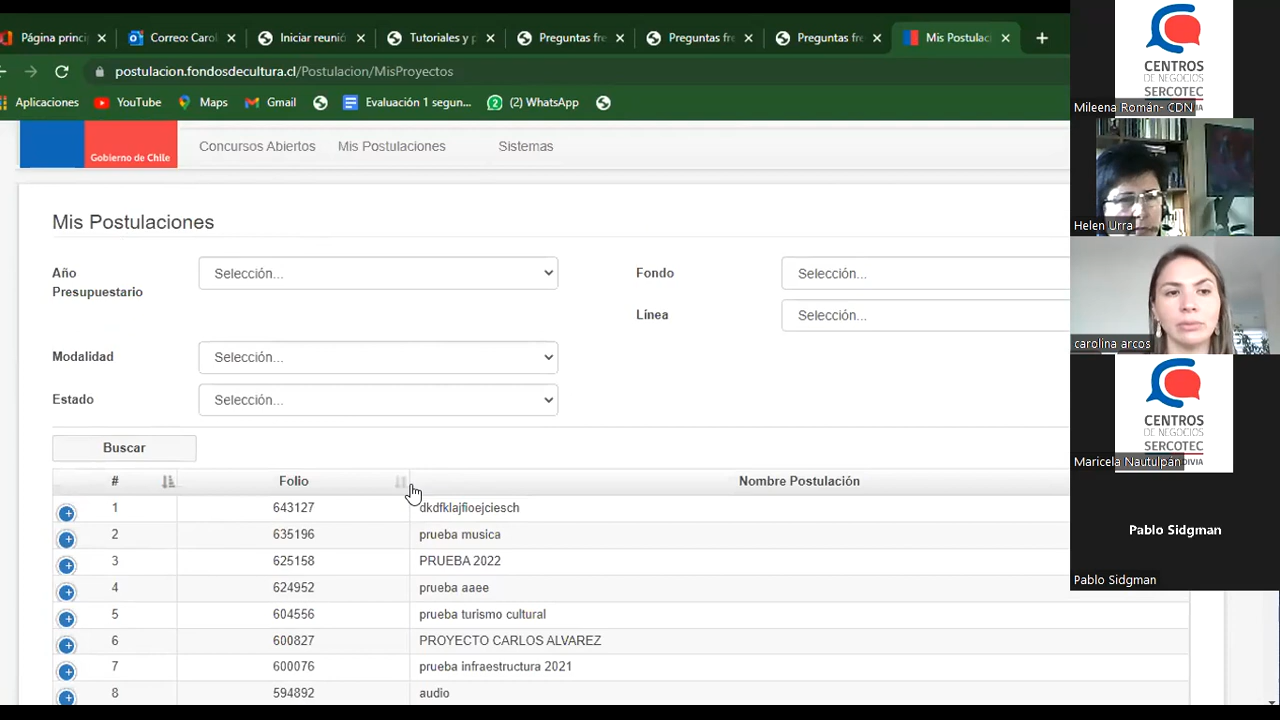 Página princi
Correo: Carol
Iniciar reunió
Tutoriales y p
Preguntas fre
Preguntas fre
Preguntas fre
Mis Postulaci
postulacion.fondosdecultura.cl/Postulacion/MisProyectos
Aplicaciones
YouTube
Maps
Gmail
Evaluación 1 segun...
(2) WhatsApp
Gobierno de Chile
Concursos Abiertos
Mis Postulaciones
Sistemas
Mis Postulaciones
Año Presupuestario
Selección...
Fondo
Selección...
Línea
Selección...
Modalidad
Selección...
Estado
Selección...
Buscar
# Folio Nombre Postulación
1 643127 dkdfklajfioejciesch
2 635196 prueba musica
3 625158 PRUEBA 2022
4 624952 prueba aaee
5 604556 prueba turismo cultural
6 600827 PROYECTO CARLOS ALVAREZ
7 600076 prueba infraestructura 2021
8 594892 audio
CENTROS
DE NEGOCIOS
SERCOTEC
Mileena Román- CDN
Helen Urra
carolina arcos
CENTROS
DE NEGOCIOS
SERCOTEC
Maricela Nautulpán
Pablo Sidgman
Pablo Sidgman